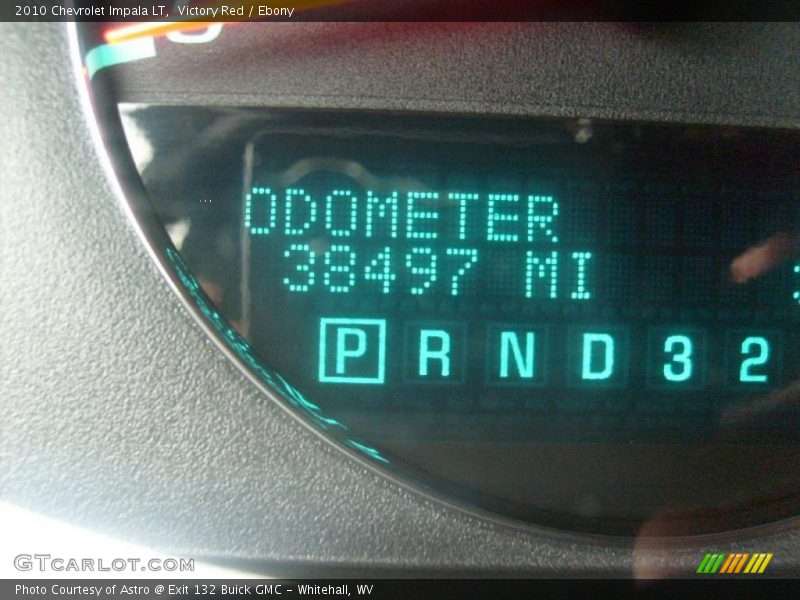 2010 Chevrolet Impala LT, Victory Red / Ebony
ODOMETER
38497 MI
P R N D 3 2
GTCARLOT.COM
Photo Courtesy of Astro @ Exit 132 Buick GMC - Whitehall, WV